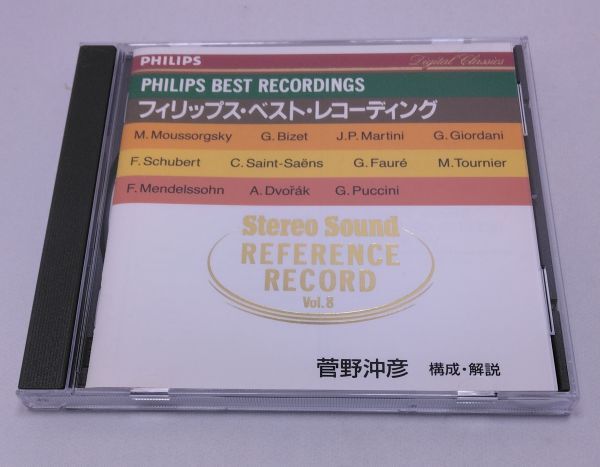 PHILIPS Digital Classics
PHILIPS BEST RECORDINGS
フィリップス・ベスト・レコーディング
M. Moussorgsky G. Bizet J.P. Martini G. Giordani
F. Schubert C. Saint-Saëns G. Fauré M. Tournier
F. Mendelssohn A. Dvořák G. Puccini
Stereo Sound
REFERENCE
RECORD
Vol. 8
菅野沖彦 構成・解説